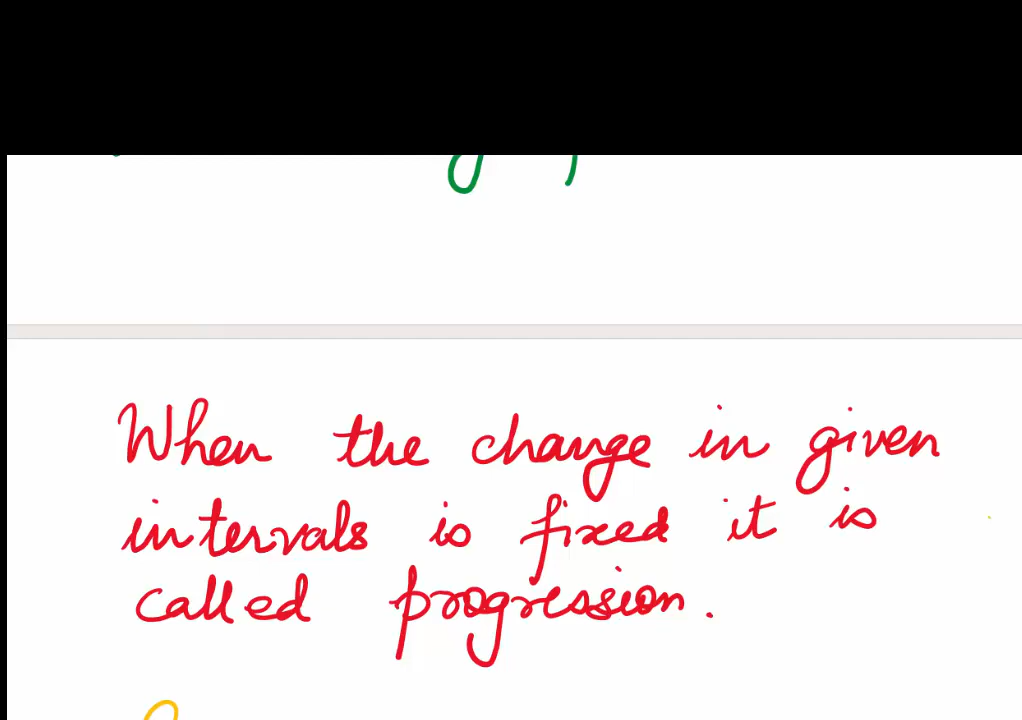 When the change in given
intervals is fixed it is
called progression.